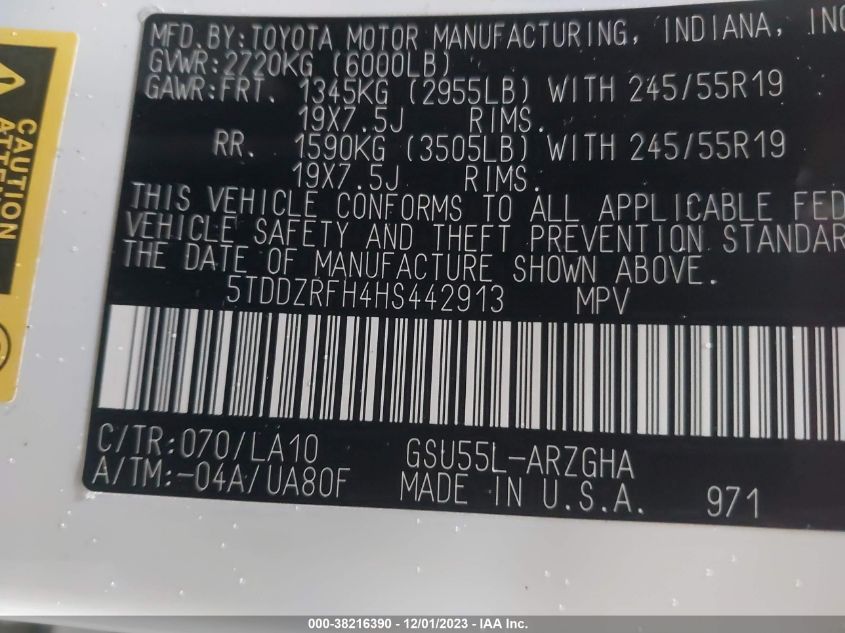 MFD. BY: TOYOTA MOTOR MANUFACTURING, INDIANA, INC
GVWR: 2720KG (6000LB)
GAWR: FRT. 1345KG (2955LB) WITH 245/55R19
19X7.5J RIMS.
RR. 1590KG (3505LB) WITH 245/55R19
19X7.5J RIMS.
THIS VEHICLE CONFORMS TO ALL APPLICABLE FED
VEHICLE SAFETY AND THEFT PREVENTION STANDAR
THE DATE OF MANUFACTURE SHOWN ABOVE.
5TDDZRFH4HS442913 MPV
C/TR: 070/LA10 GSU55L-ARZGHA
A/TM: -04A/UA80F MADE IN U.S.A. 971
CAUTION
ATTEN
000-38216390 - 12/01/2023 - IAA Inc.